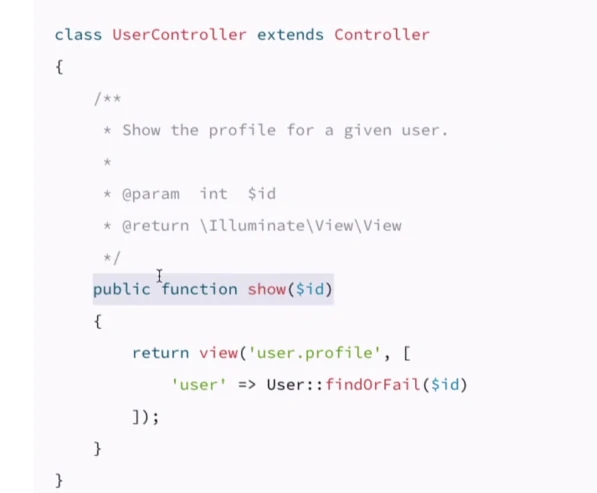 class UserController extends Controller
{
    /**
     * Show the profile for a given user.
     *
     * @param  int  $id
     * @return \Illuminate\View\View
     */
    public function show($id)
    {
        return view('user.profile', [
            'user' => User::findOrFail($id)
        ]);
    }
}